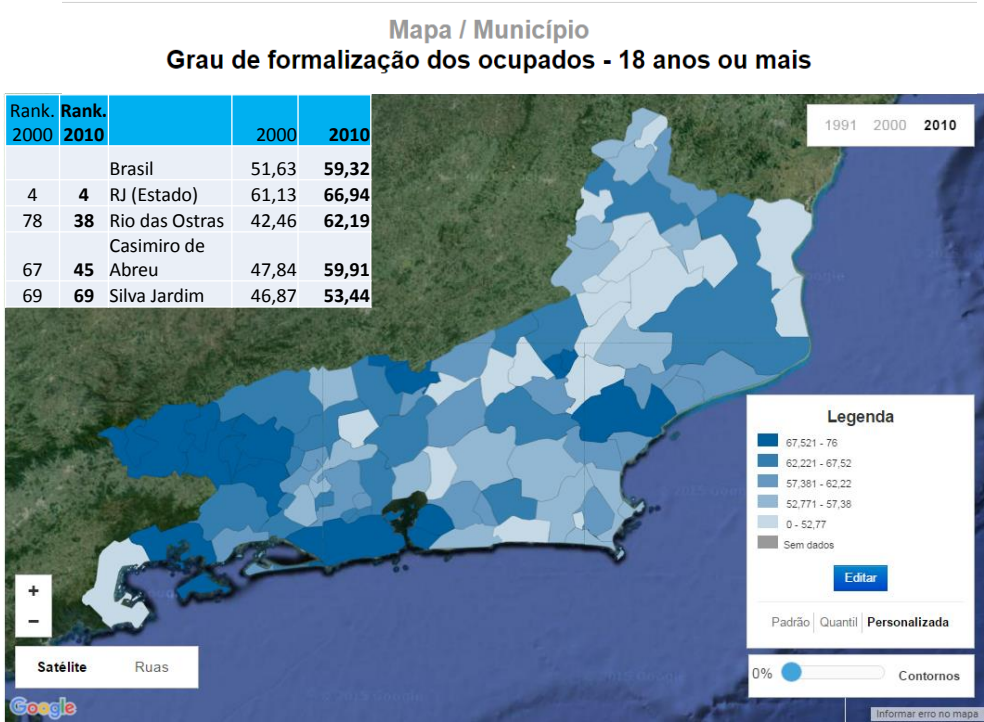 Mapa / Município
Grau de formalização dos ocupados - 18 anos ou mais
Rank. Rank.
2000 2010 2000 2010
Brasil 51,63 59,32
4 4 RJ (Estado) 61,13 66,94
78 38 Rio das Ostras 42,46 62,19
Casimiro de
67 45 Abreu 47,84 59,91
69 69 Silva Jardim 46,87 53,44
1991 2000 2010
Legenda
67,521 - 76
62,221 - 67,52
57,381 - 62,22
52,771 - 57,38
0 - 52,77
Sem dados
Editar
Padrão Quantil Personalizada
+
−
Satélite Ruas
0% Contornos
Google
Informar erro no mapa